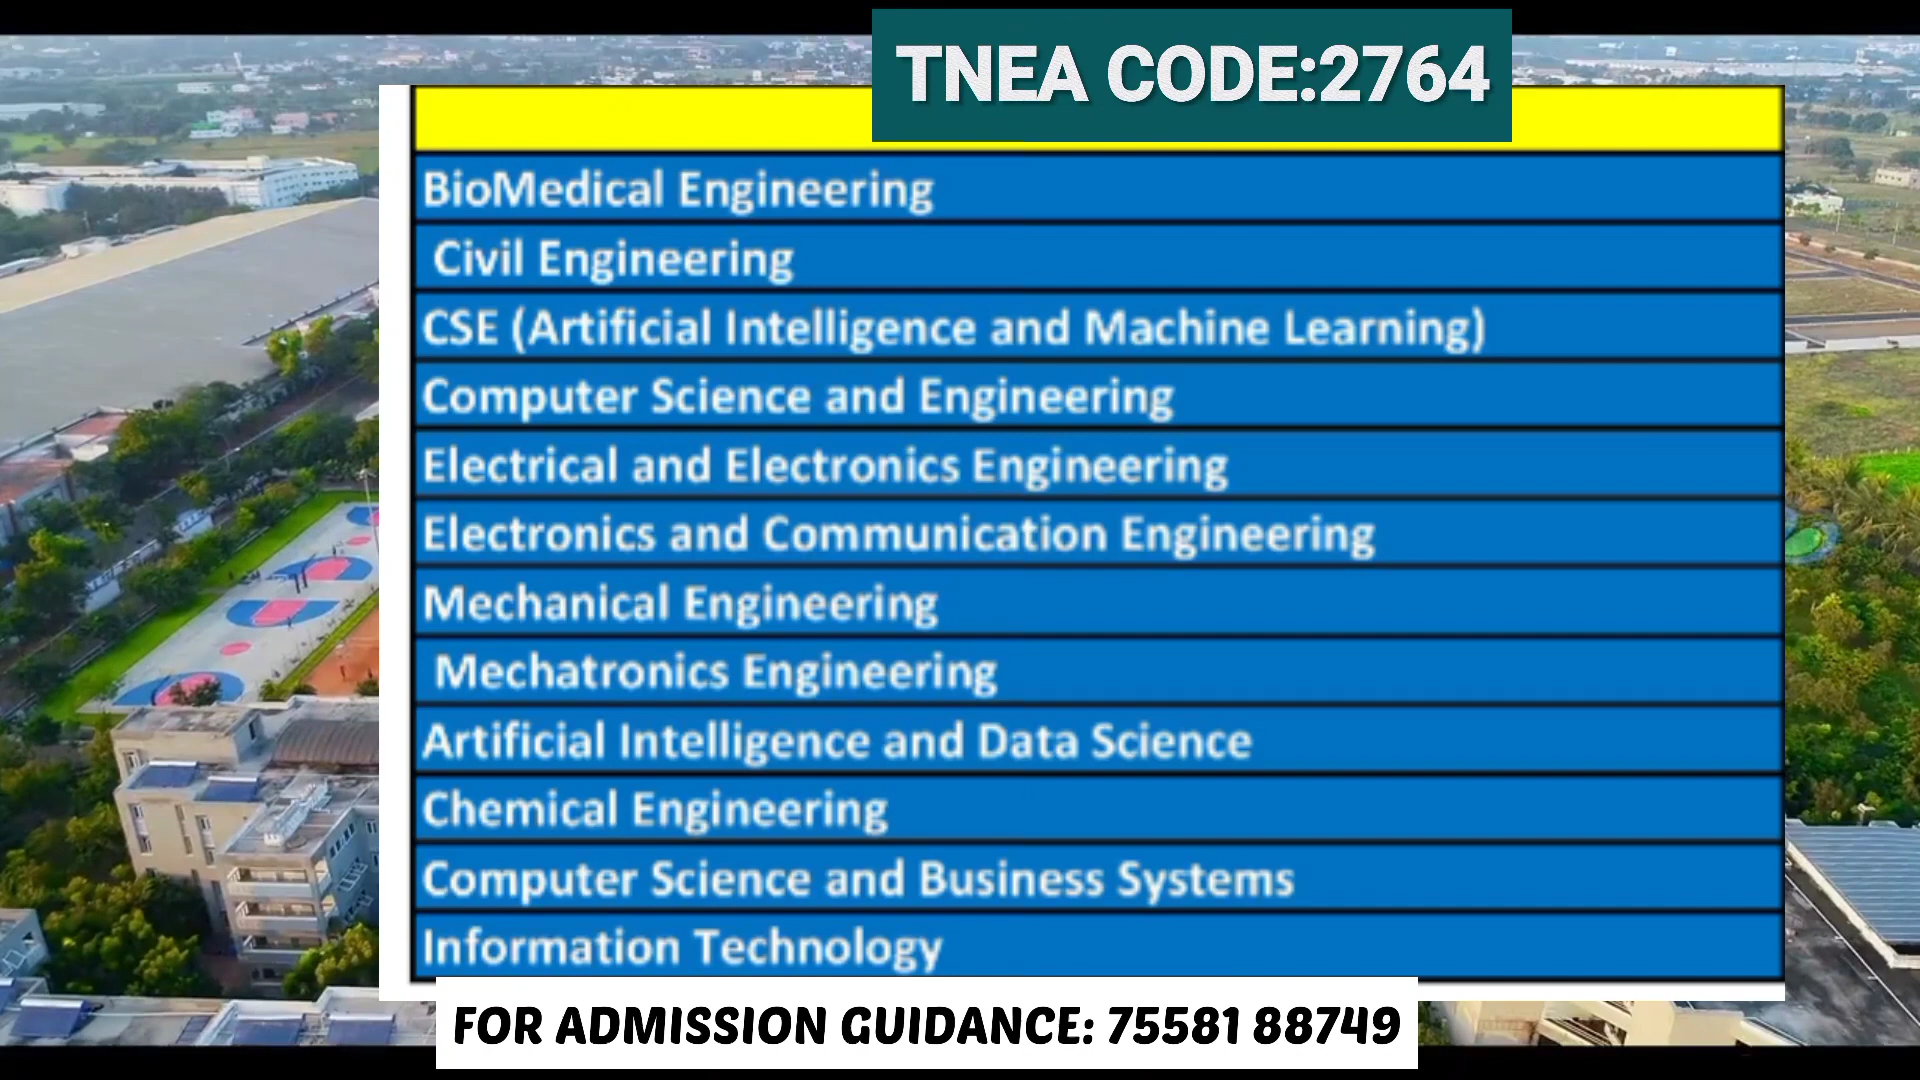 TNEA CODE:2764
BioMedical Engineering
Civil Engineering
CSE (Artificial Intelligence and Machine Learning)
Computer Science and Engineering
Electrical and Electronics Engineering
Electronics and Communication Engineering
Mechanical Engineering
Mechatronics Engineering
Artificial Intelligence and Data Science
Chemical Engineering
Computer Science and Business Systems
Information Technology
FOR ADMISSION GUIDANCE: 75581 88749